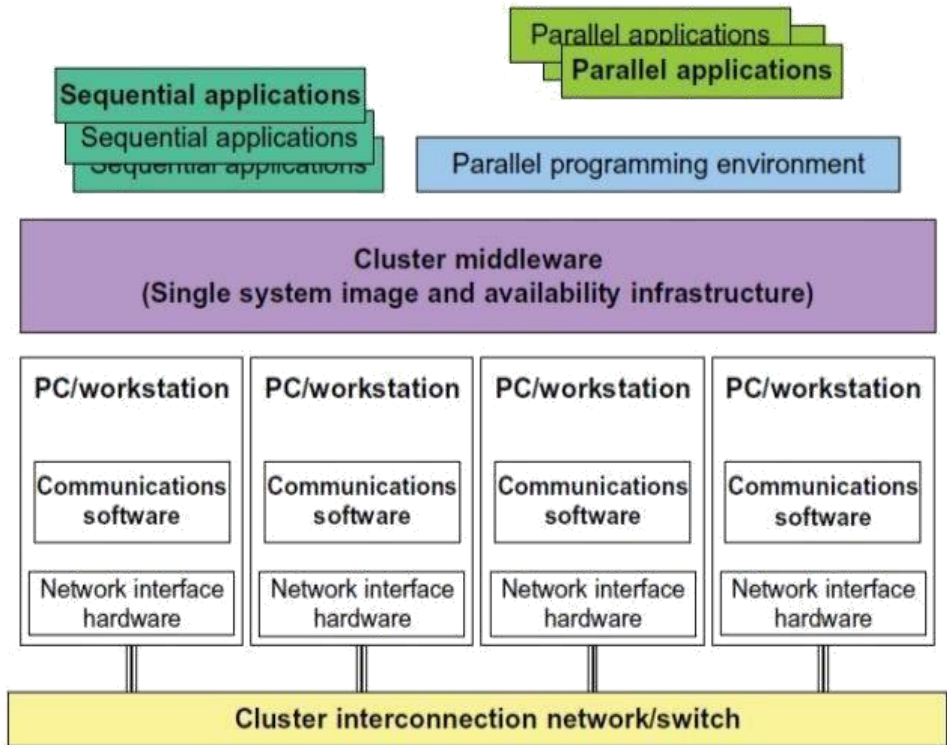 Parallel applications
Parallel applications
Sequential applications
Sequential applications
Sequential applications
Parallel programming environment
Cluster middleware
(Single system image and availability infrastructure)
PC/workstation
Communications
software
Network interface
hardware
PC/workstation
Communications
software
Network interface
hardware
PC/workstation
Communications
software
Network interface
hardware
PC/workstation
Communications
software
Network interface
hardware
Cluster interconnection network/switch